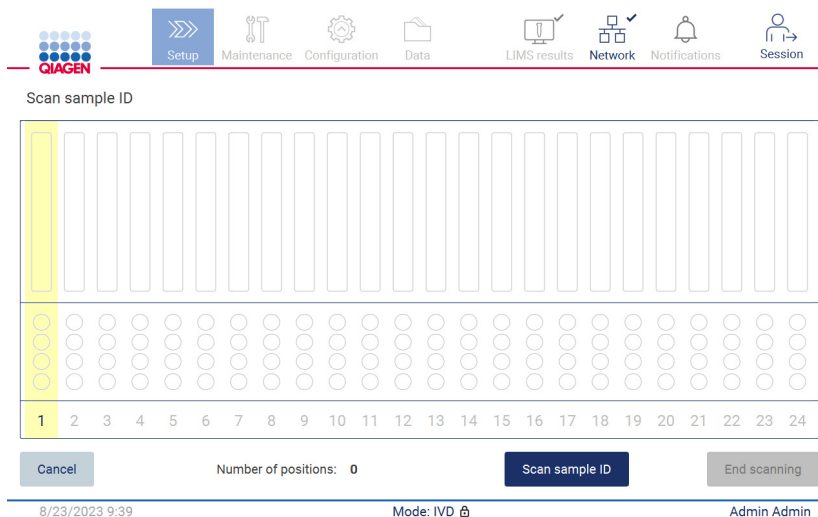 QIAGEN
Setup Maintenance Configuration Data LIMS results Network Notifications Session
Scan sample ID
1 2 3 4 5 6 7 8 9 10 11 12 13 14 15 16 17 18 19 20 21 22 23 24
Cancel Number of positions: 0 Scan sample ID End scanning
8/23/2023 9:39 Mode: IVD Admin Admin